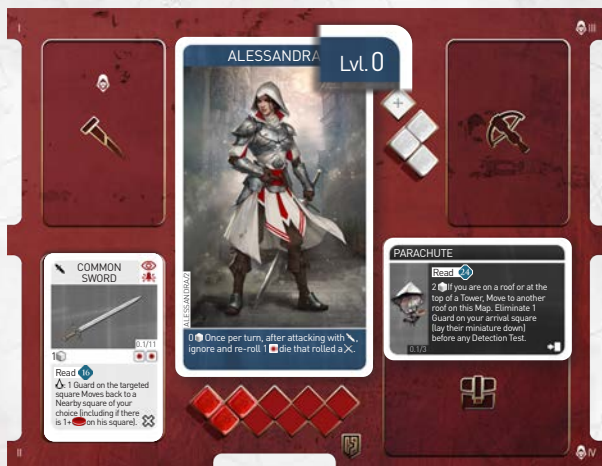 I
III
ALESSANDRA
Lvl.0
ALESSANDRA/2
0 Once per turn, after attacking with ,
ignore and re-roll 1 die that rolled a .
COMMON
SWORD
0.1/11
1
Read 16
: 1 Guard on the targeted
square Moves back to a
Nearby square of your
choice (including if there
is 1+ on his square).
PARACHUTE
Read 24
2 If you are on a roof or at the
top of a Tower, Move to another
roof on this Map. Eliminate 1
Guard on your arrival square
(lay their miniature down)
before any Detection Test.
0.1/3
II
IV